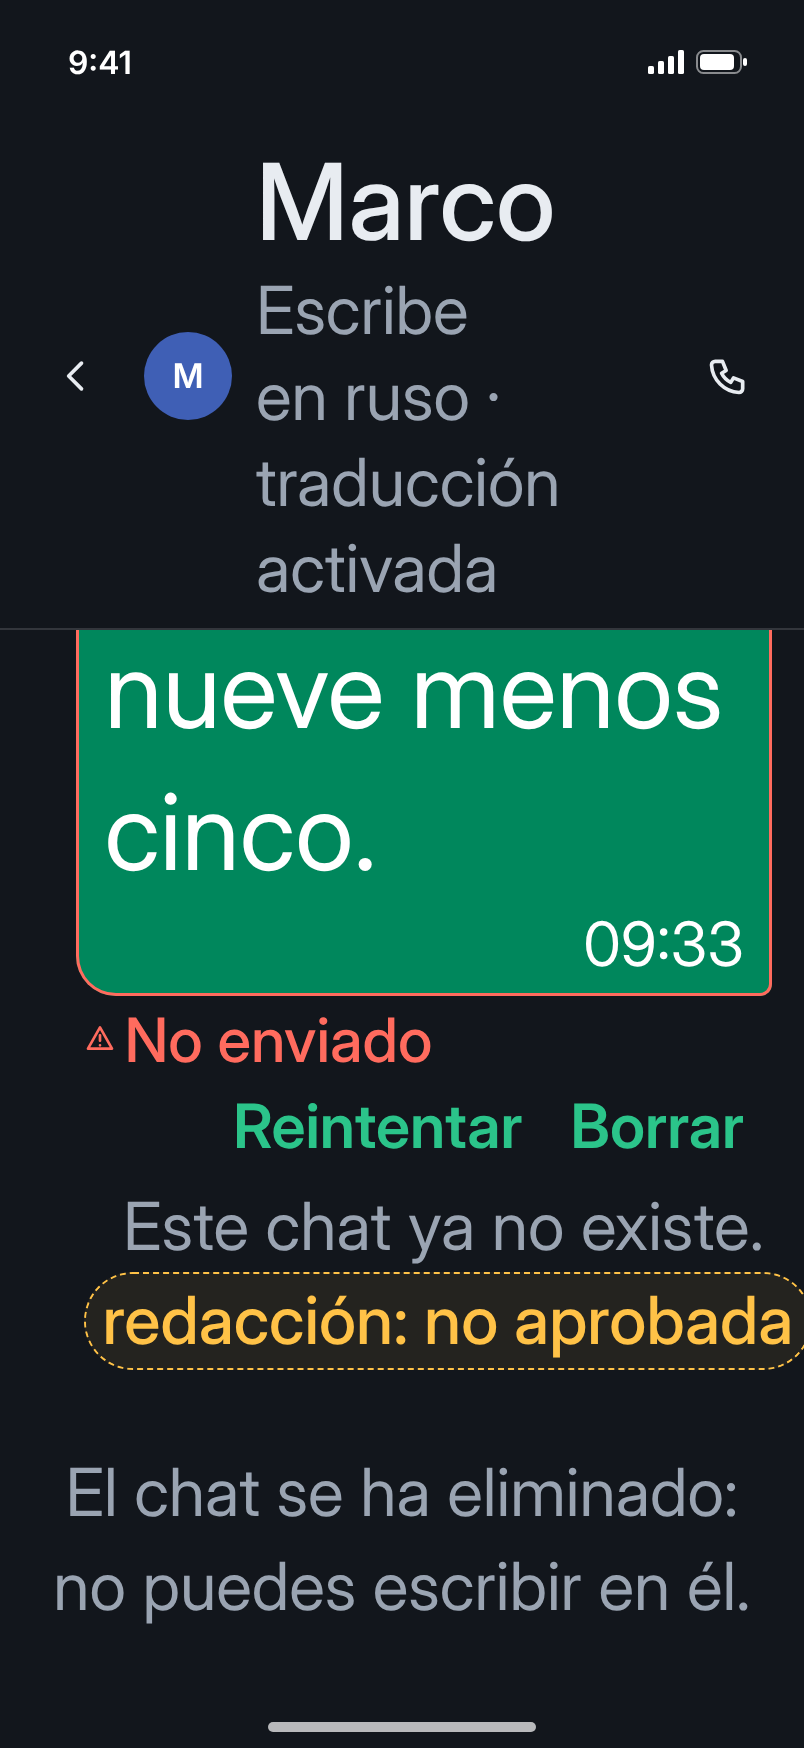 9:41
Marco
M
Escribe
en ruso ·
traducción
activada
nueve menos
cinco.
09:33
No enviado
Reintentar Borrar
Este chat ya no existe.
redacción: no aprobada
El chat se ha eliminado:
no puedes escribir en él.